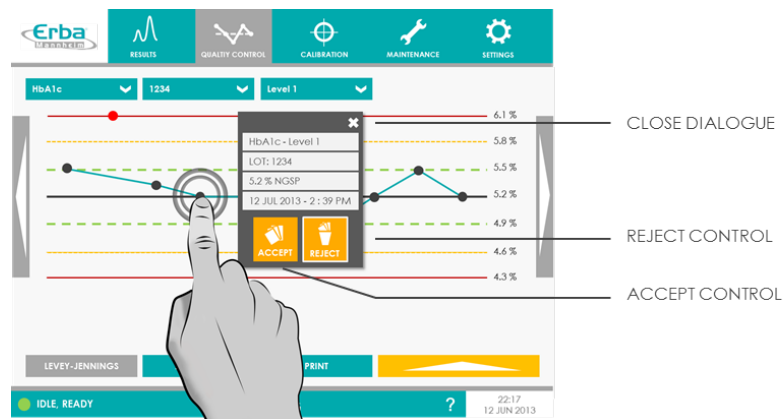 Erba
Mannheim
RESULTS
QUALITY CONTROL
CALIBRATION
MAINTENANCE
SETTINGS
HbA1c
1234
Level 1
6.1 %
5.8 %
5.5 %
5.2 %
4.9 %
4.6 %
4.3 %
HbA1c - Level 1
LOT: 1234
5.2 % NGSP
12 JUL 2013 - 2 : 39 PM
ACCEPT
REJECT
CLOSE DIALOGUE
REJECT CONTROL
ACCEPT CONTROL
LEVEY-JENNINGS
PRINT
IDLE, READY
?
22:17
12 JUN 2013